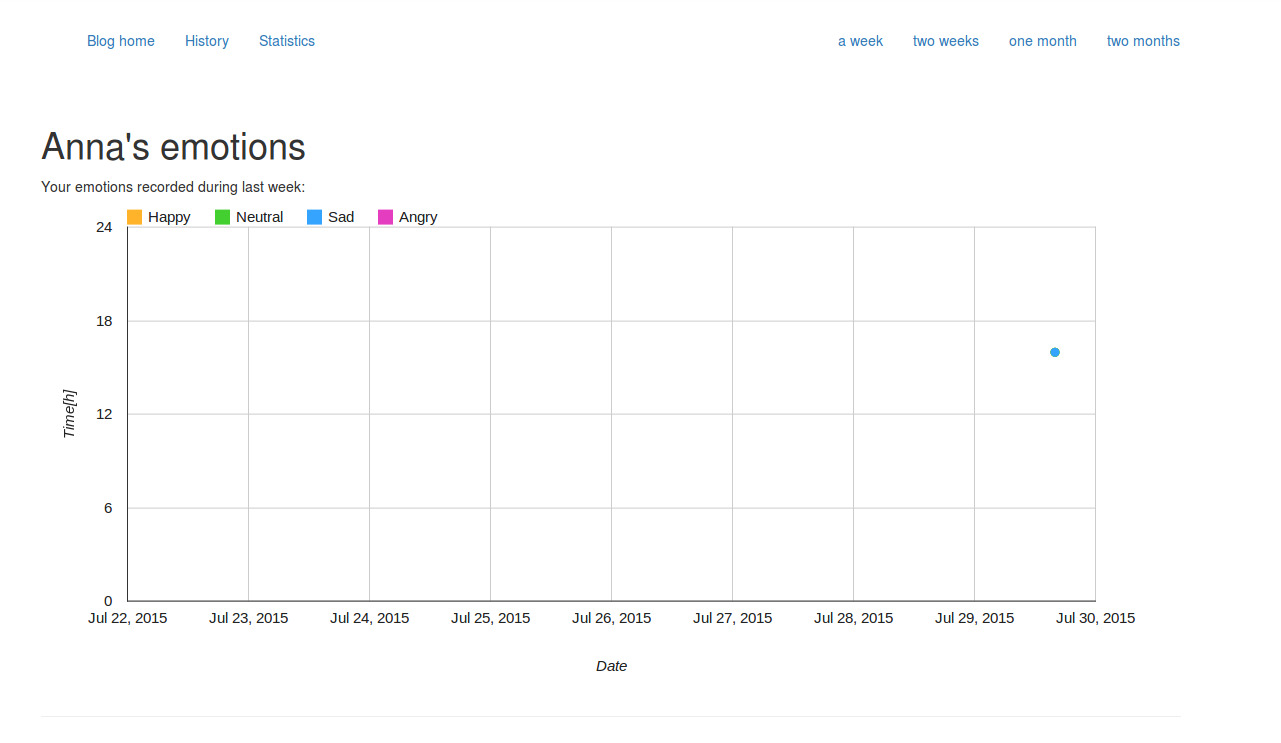 Blog home History Statistics a week two weeks one month two months
Anna's emotions
Your emotions recorded during last week:
Happy Neutral Sad Angry
24
18
12
6
0
Time[h]
Jul 22, 2015 Jul 23, 2015 Jul 24, 2015 Jul 25, 2015 Jul 26, 2015 Jul 27, 2015 Jul 28, 2015 Jul 29, 2015 Jul 30, 2015
Date